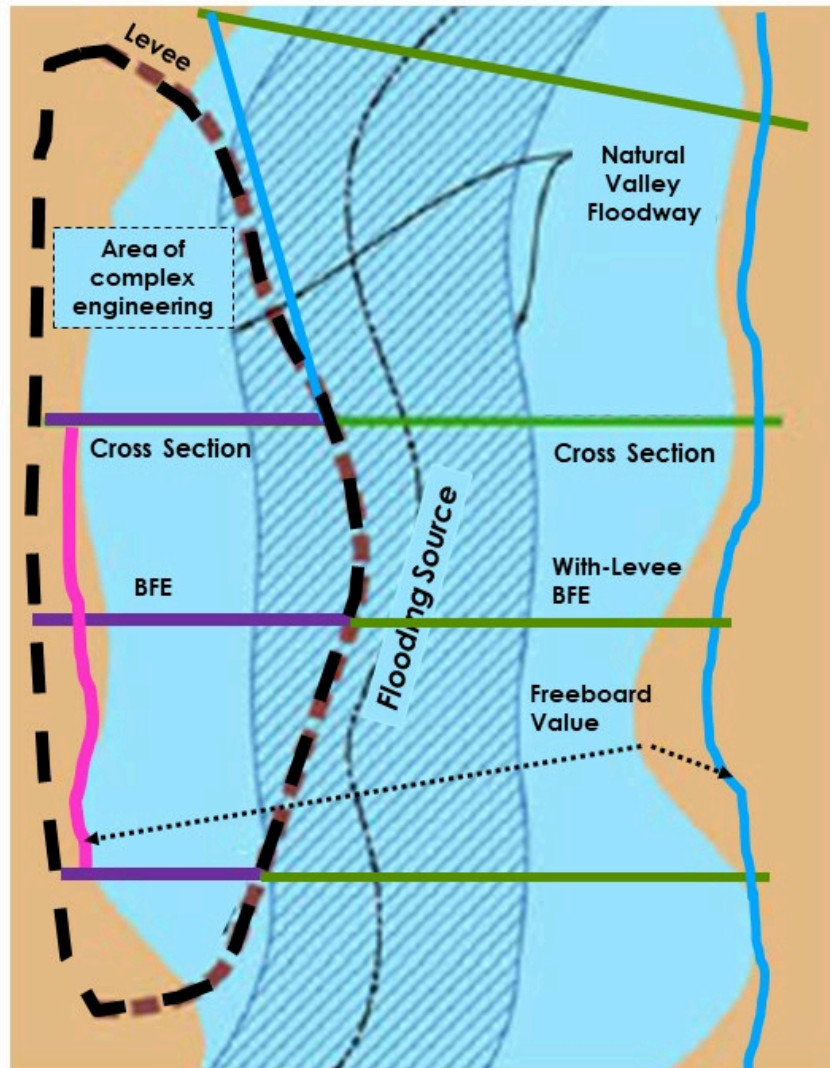 Levee
Natural
Valley
Floodway
Area of
complex
engineering
Cross Section
Cross Section
Flooding Source
BFE
With-Levee
BFE
Freeboard
Value